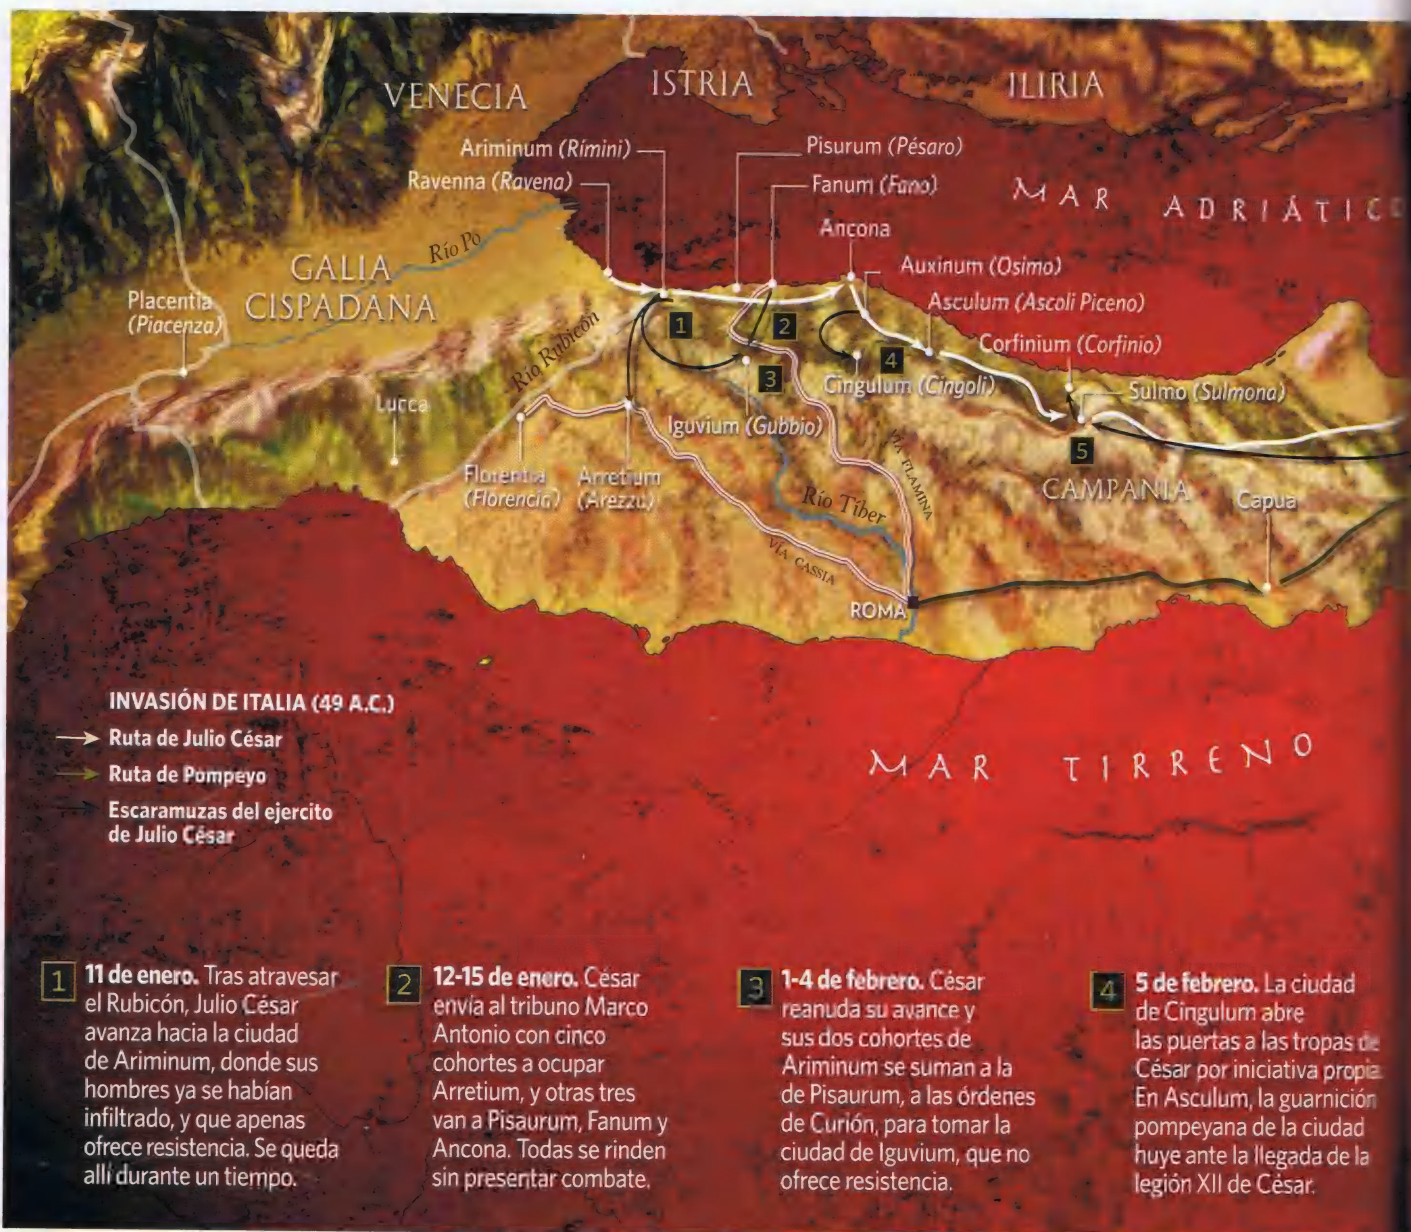 VENECIA
ISTRIA
ILIRIA
Ariminum (Rímini)
Pisurum (Pésaro)
Ravenna (Ravena)
Fanum (Fano)
MAR ADRIÁTICO
Ancona
Río Po
GALIA
CISPADANA
Auxinum (Osimo)
Placentia
(Piacenza)
Asculum (Ascoli Piceno)
Río Rubicón
1
2
Corfinium (Corfinio)
4
3
Cingulum (Cingoli)
Sulmo (Sulmona)
Lucca
Iguvium (Gubbio)
VÍA FLAMINA
5
Florentia
(Florencia)
Arretium
(Arezzu)
Río Tíber
CAMPANIA
Capua
VÍA CASSIA
ROMA
INVASIÓN DE ITALIA (49 A.C.)
Ruta de Julio César
Ruta de Pompeyo
Escaramuzas del ejercito
de Julio César
MAR TIRRENO
1 11 de enero. Tras atravesar
el Rubicón, Julio César
avanza hacia la ciudad
de Ariminum, donde sus
hombres ya se habían
infiltrado, y que apenas
ofrece resistencia. Se queda
allí durante un tiempo.
2 12-15 de enero. César
envía al tribuno Marco
Antonio con cinco
cohortes a ocupar
Arretium, y otras tres
van a Pisaurum, Fanum y
Ancona. Todas se rinden
sin presentar combate.
3 1-4 de febrero. César
reanuda su avance y
sus dos cohortes de
Ariminum se suman a la
de Pisaurum, a las órdenes
de Curión, para tomar la
ciudad de Iguvium, que no
ofrece resistencia.
4 5 de febrero. La ciudad
de Cingulum abre
las puertas a las tropas de
César por iniciativa propia.
En Asculum, la guarnición
pompeyana de la ciudad
huye ante la llegada de la
legión XII de César.